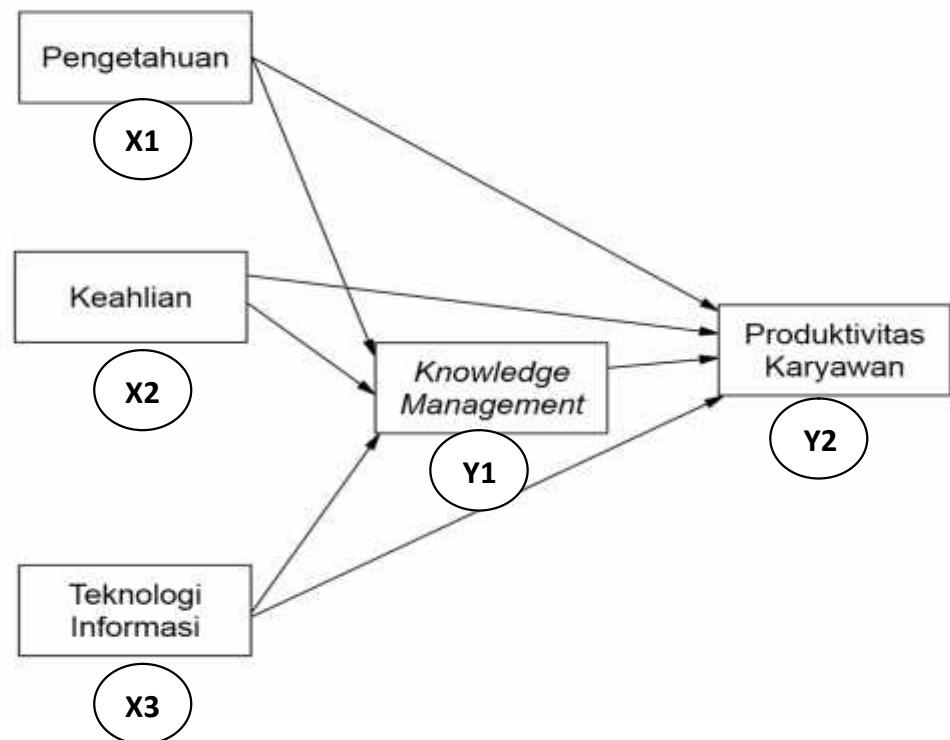 Pengetahuan
X1
Keahlian
X2
Knowledge
Management
Y1
Produktivitas
Karyawan
Y2
Teknologi
Informasi
X3